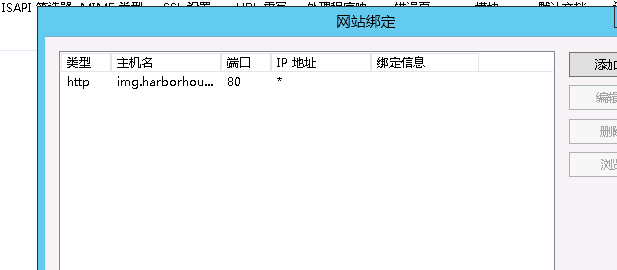 ISAPI
网站绑定
类型 主机名 端口 IP 地址 绑定信息
http img.harborhou... 80 *
添加
编辑
删除
浏览